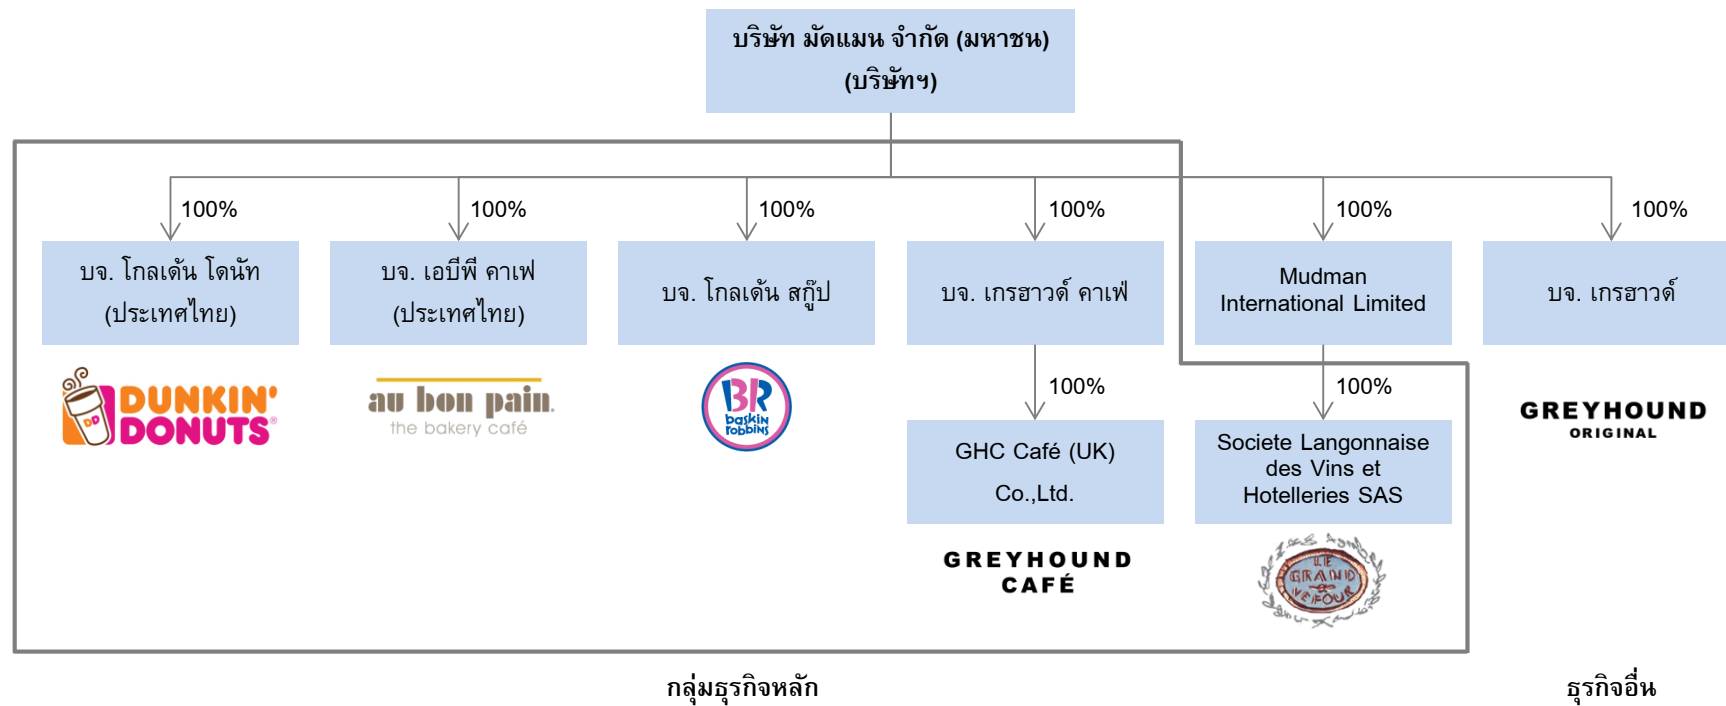 บริษัท มัดแมน จำกัด (มหาชน)
(บริษัทฯ)
100%
100%
100%
100%
100%
100%
บจ. โกลเด้น โดนัท
(ประเทศไทย)
บจ. เอบีพี คาเฟ
(ประเทศไทย)
บจ. โกลเด้น สกู๊ป
บจ. เกรฮาวด์ คาเฟ่
Mudman
International Limited
บจ. เกรฮาวด์
DUNKIN'
DONUTS®
DD
au bon pain.
the bakery café
BR
baskin
robbins
100%
100%
GREYHOUND
ORIGINAL
GHC Café (UK)
Co.,Ltd.
Societe Langonnaise
des Vins et
Hotelleries SAS
GREYHOUND
CAFÉ
LE
GRAND
VEFOUR
กลุ่มธุรกิจหลัก
ธุรกิจอื่น